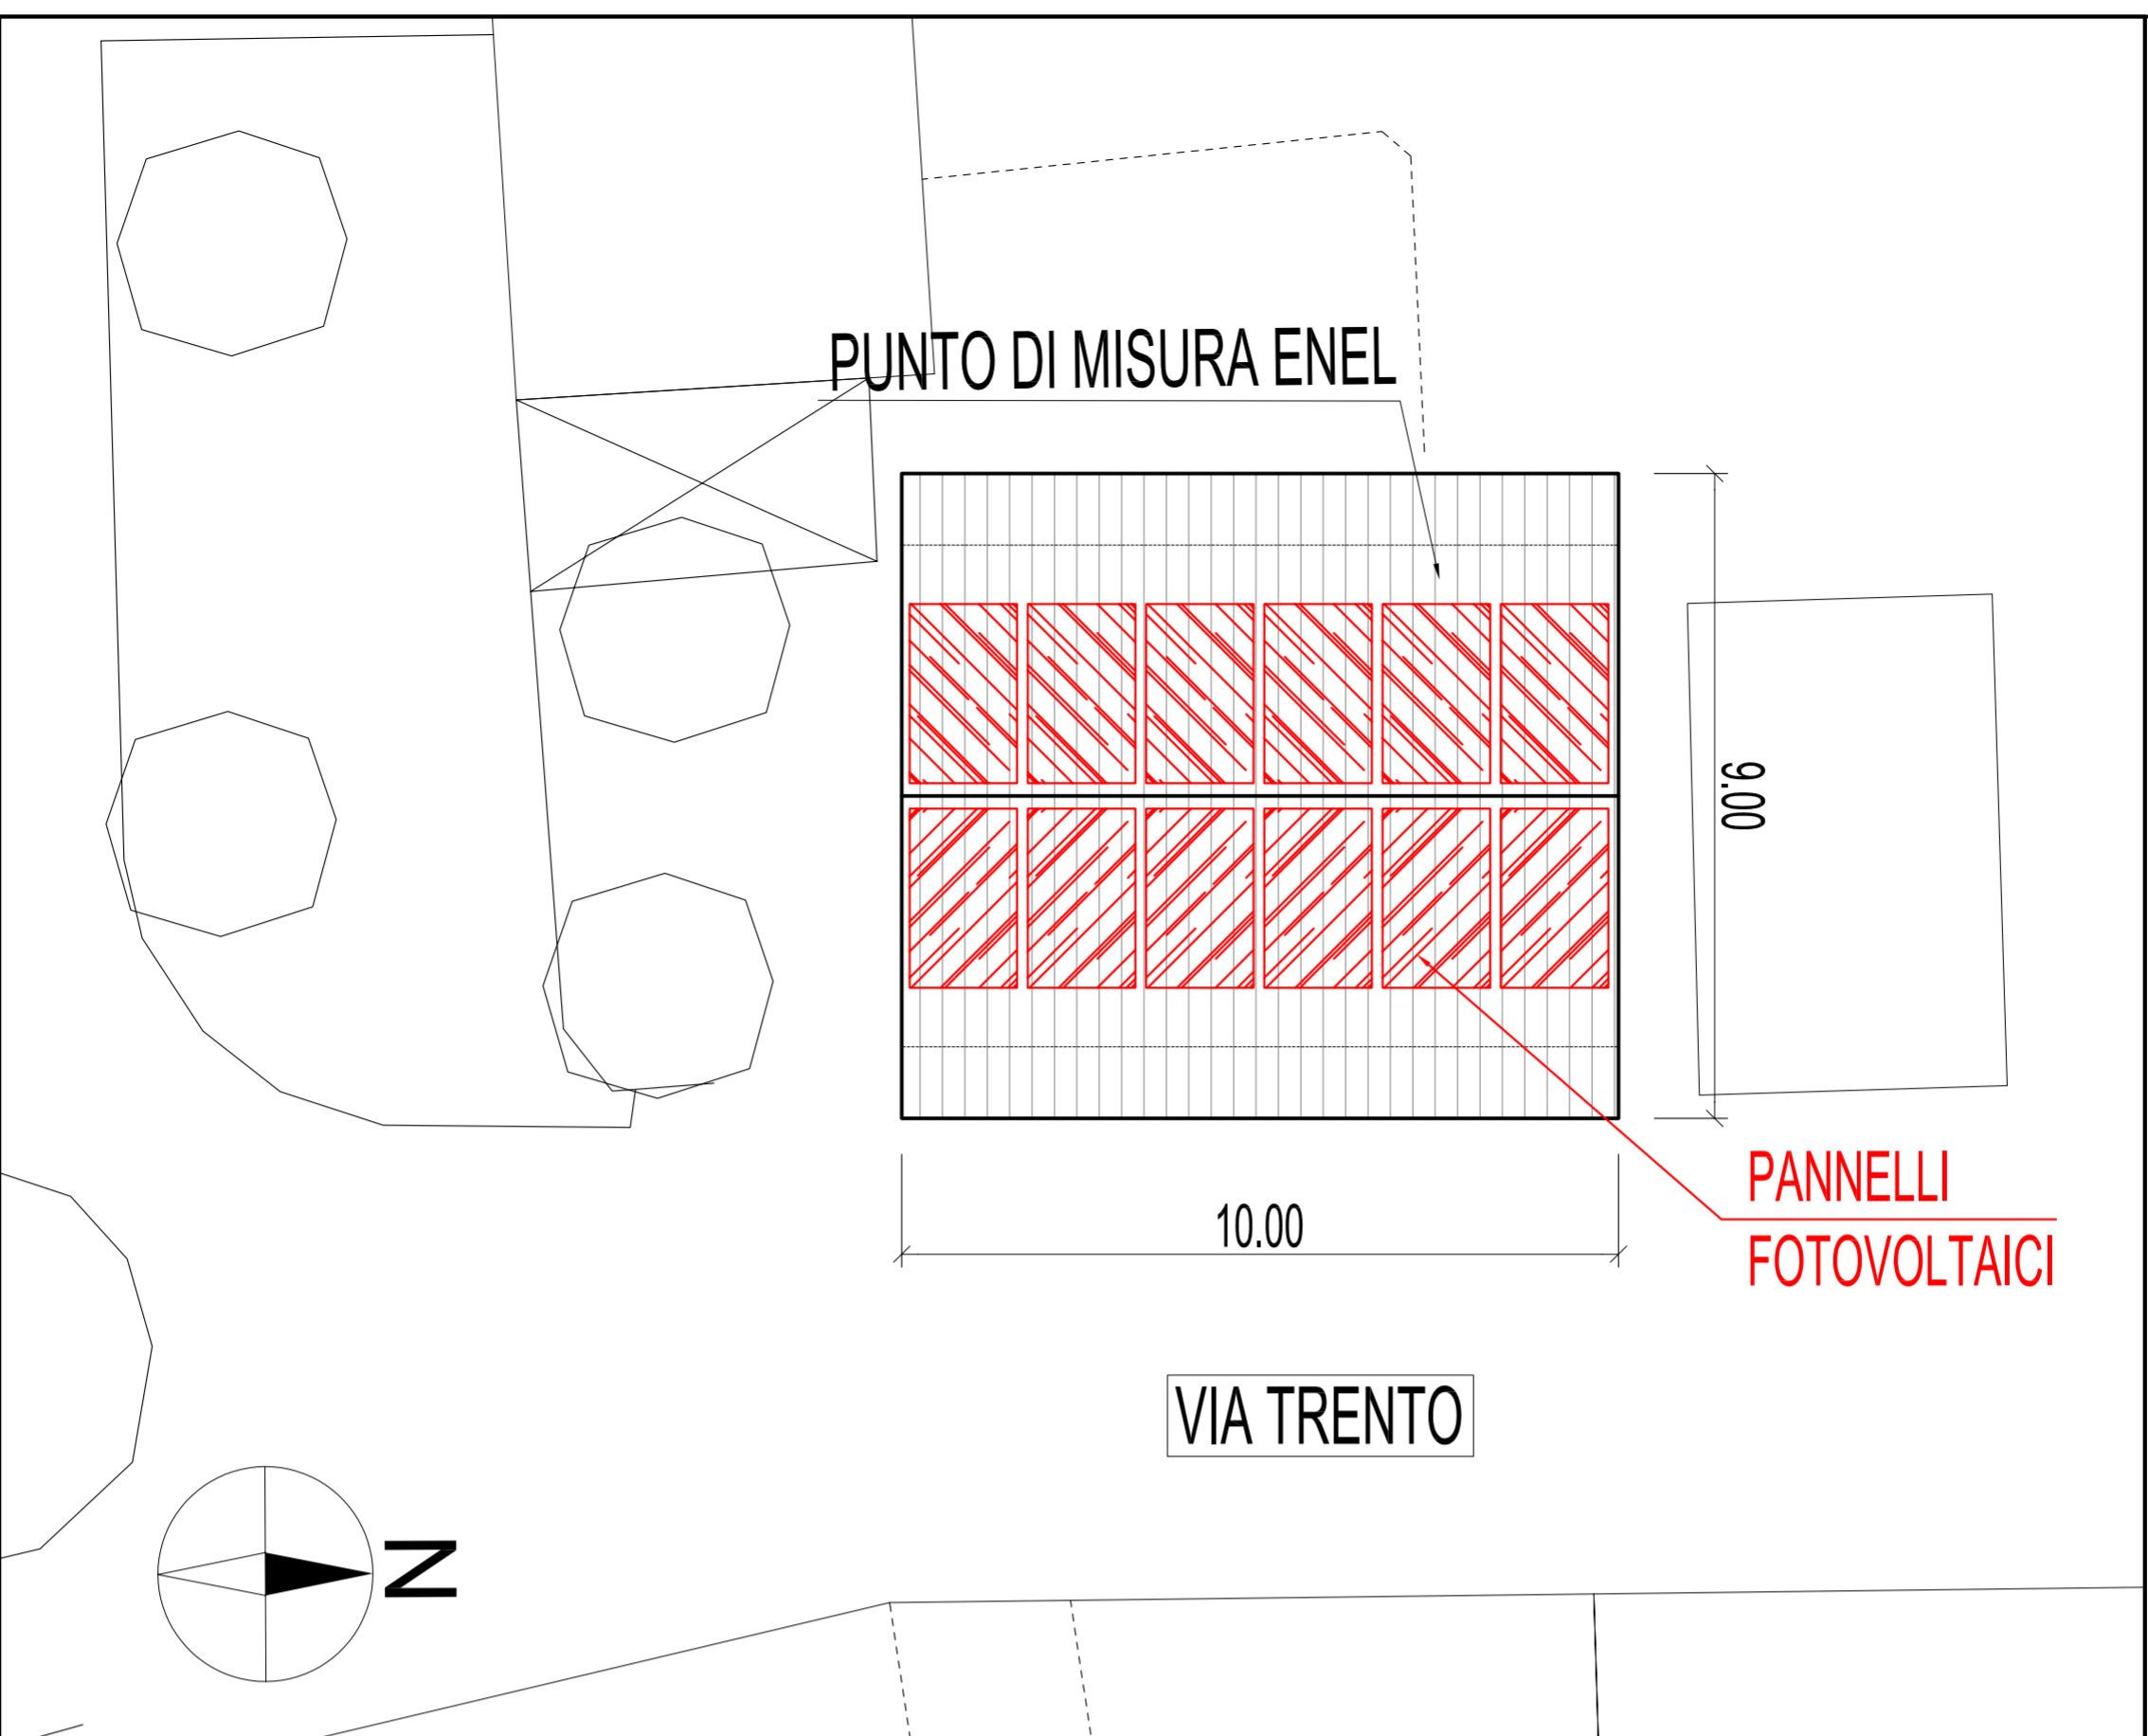 PUNTO DI MISURA ENEL
9.00
10.00
PANNELLI
FOTOVOLTAICI
VIA TRENTO
N